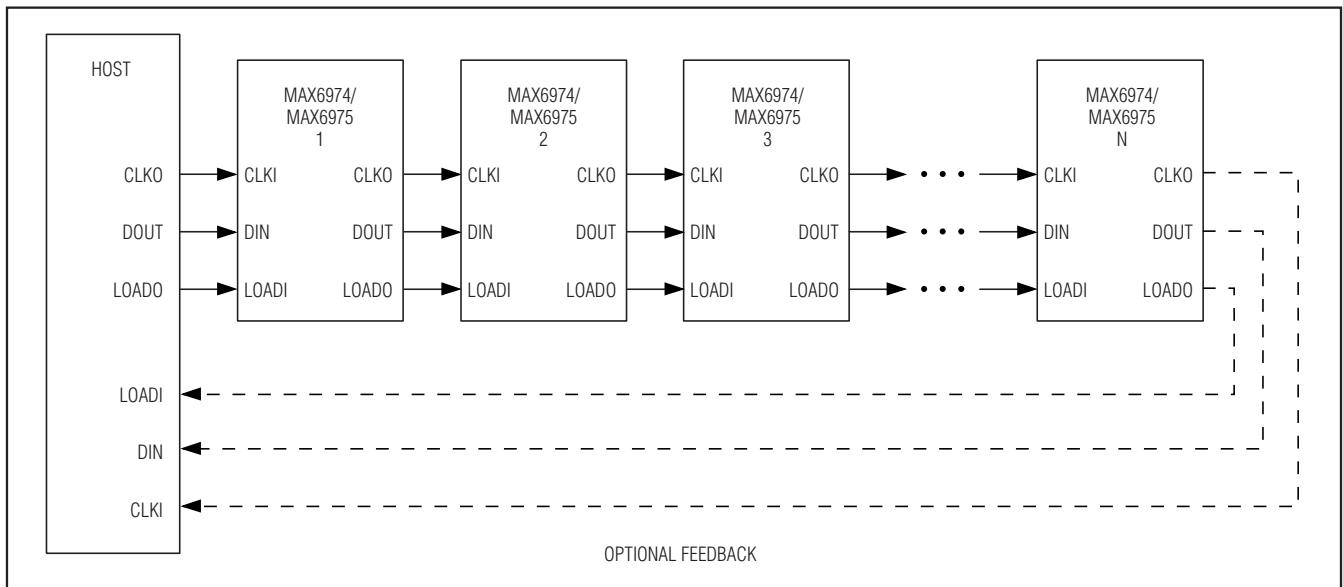 HOST
MAX6974/
MAX6975
1
MAX6974/
MAX6975
2
MAX6974/
MAX6975
3
MAX6974/
MAX6975
N
CLKO CLKI CLKO CLKI CLKO CLKI CLKO • • • CLKI CLKO
DOUT DIN DOUT DIN DOUT DIN DOUT • • • DIN DOUT
LOADO LOADI LOADO LOADI LOADO LOADI LOADO • • • LOADI LOADO
LOADI
DIN
CLKI
OPTIONAL FEEDBACK